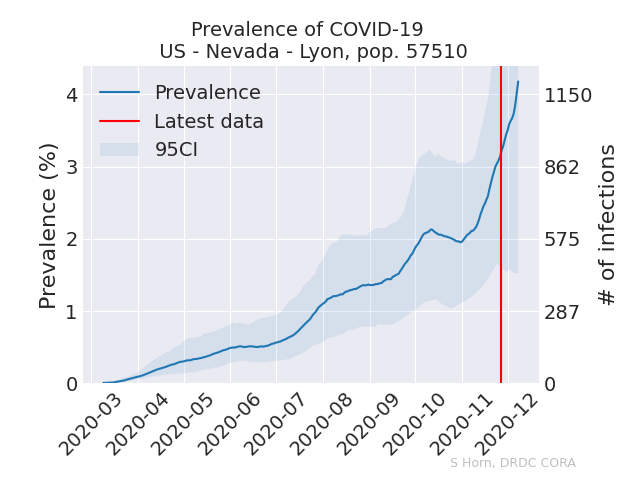 Prevalence of COVID-19
US - Nevada - Lyon, pop. 57510
Prevalence
Latest data
95CI
Prevalence (%)
4
3
2
1
0
# of infections
1150
862
575
287
0
2020-03
2020-04
2020-05
2020-06
2020-07
2020-08
2020-09
2020-10
2020-11
2020-12
S Horn, DRDC CORA